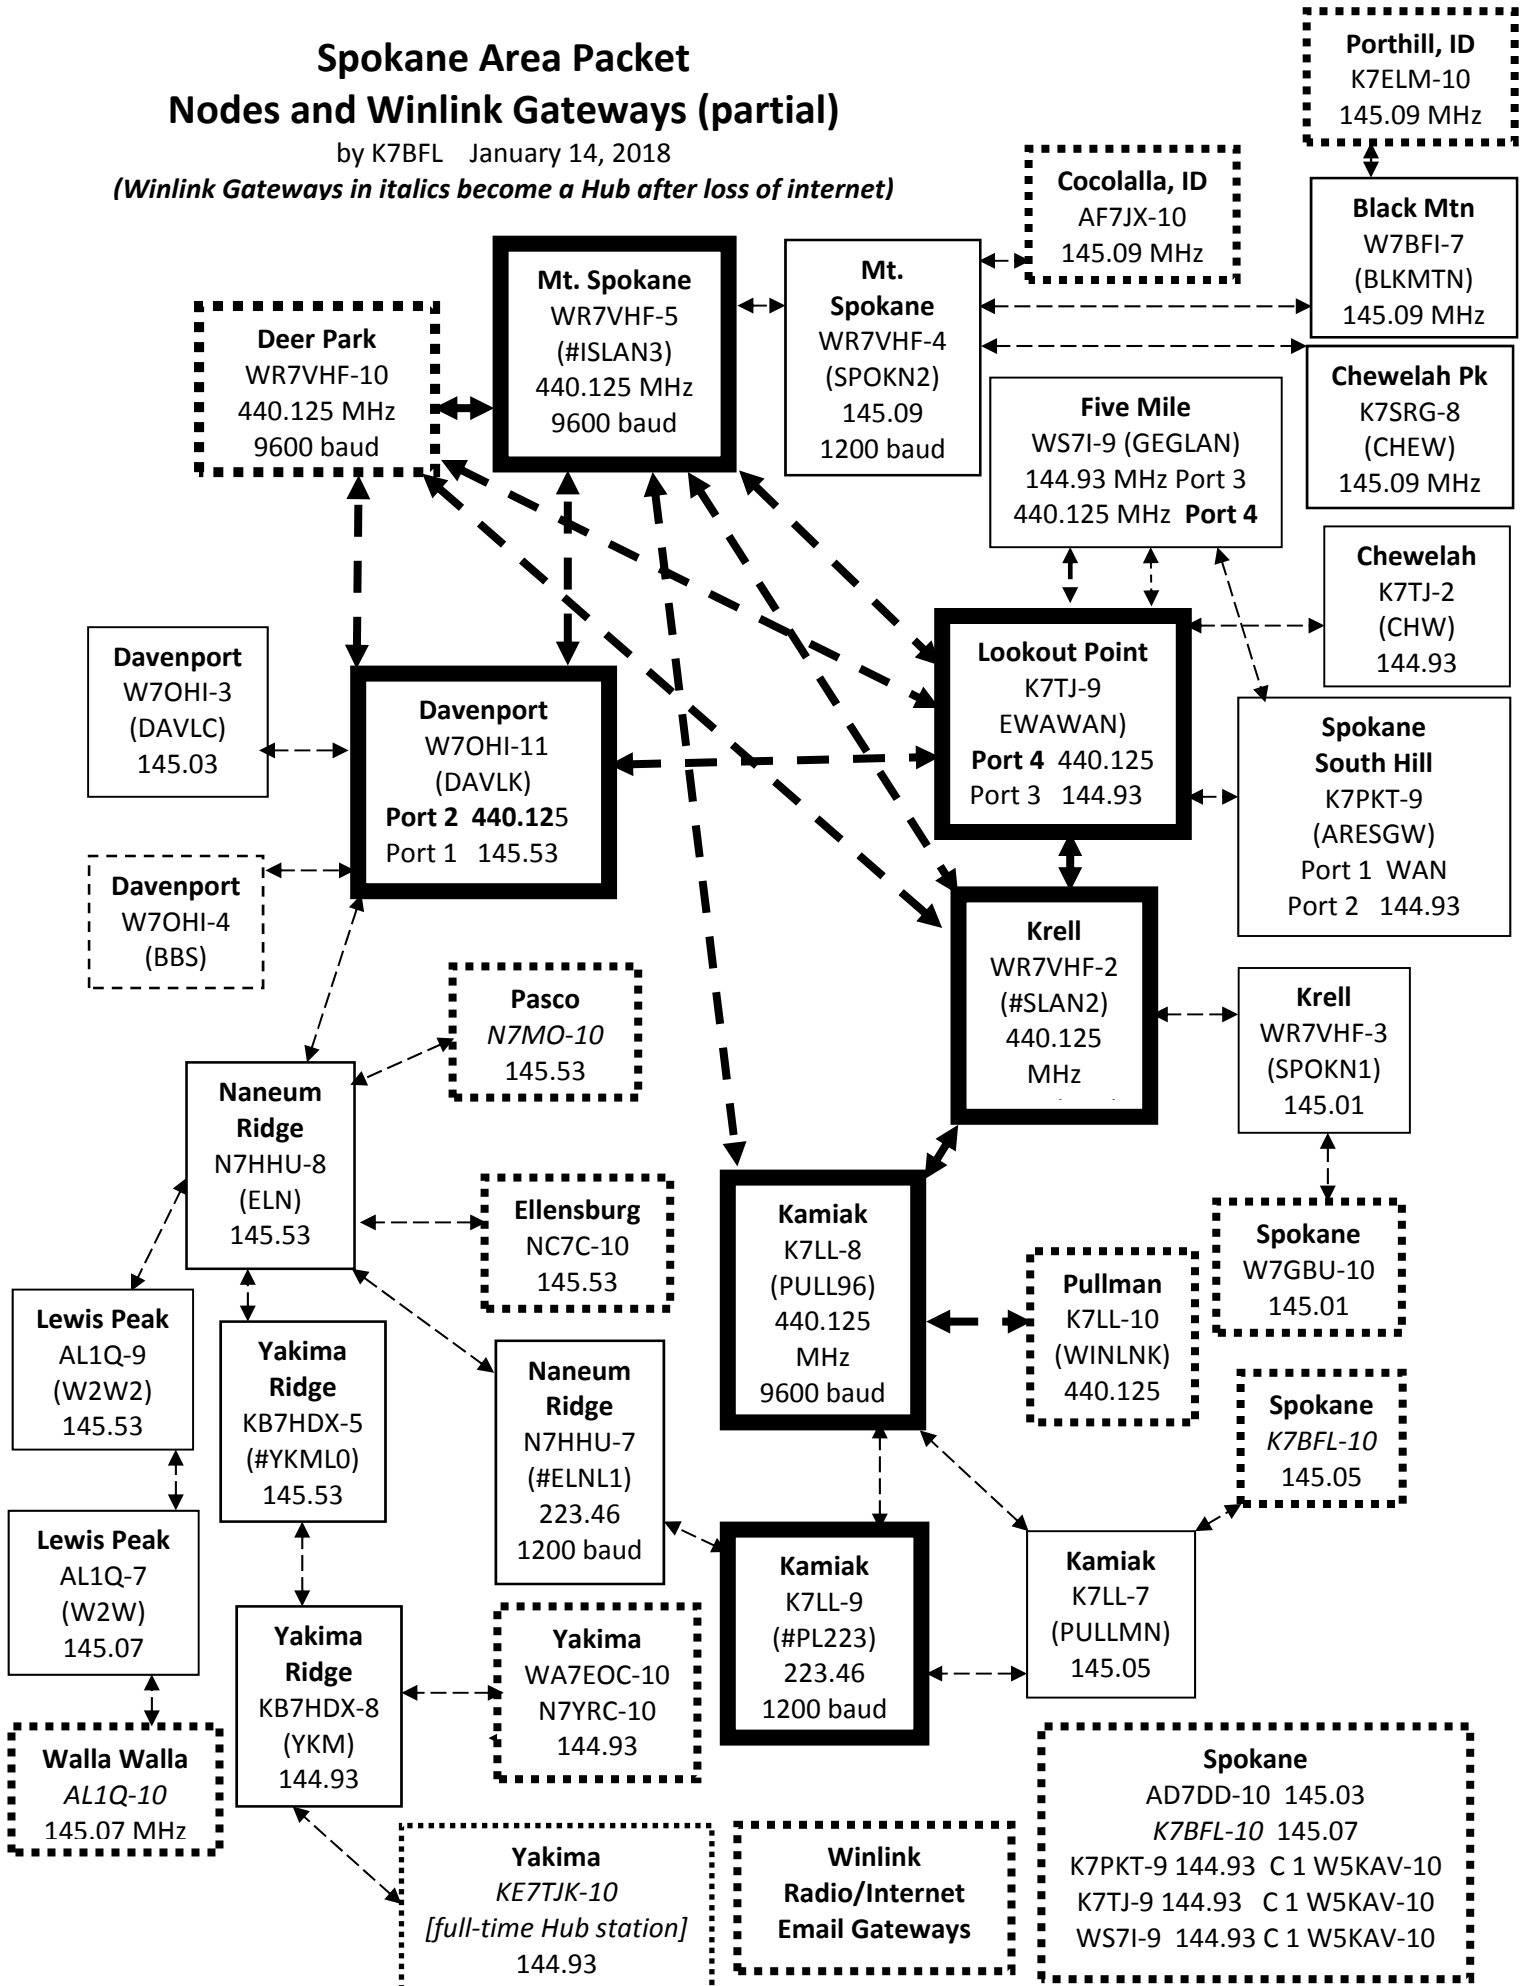 Spokane Area Packet
Nodes and Winlink Gateways (partial)
by K7BFL January 14, 2018
(Winlink Gateways in italics become a Hub after loss of internet)
Porthill, ID
K7ELM-10
145.09 MHz
Cocolalla, ID
AF7JX-10
145.09 MHz
Black Mtn
W7BFI-7
(BLKMTN)
145.09 MHz
Mt. Spokane
WR7VHF-5
(#ISLAN3)
440.125 MHz
9600 baud
Mt.
Spokane
WR7VHF-4
(SPOKN2)
145.09
1200 baud
Deer Park
WR7VHF-10
440.125 MHz
9600 baud
Chewelah Pk
K7SRG-8
(CHEW)
145.09 MHz
Five Mile
WS7I-9 (GEGLAN)
144.93 MHz Port 3
440.125 MHz Port 4
Chewelah
K7TJ-2
(CHW)
144.93
Davenport
W7OHI-3
(DAVLC)
145.03
Davenport
W7OHI-11
(DAVLK)
Port 2 440.125
Port 1 145.53
Lookout Point
K7TJ-9
EWAWAN)
Port 4 440.125
Port 3 144.93
Spokane
South Hill
K7PKT-9
(ARESGW)
Port 1 WAN
Port 2 144.93
Davenport
W7OHI-4
(BBS)
Krell
WR7VHF-2
(#SLAN2)
440.125
MHz
Krell
WR7VHF-3
(SPOKN1)
145.01
Pasco
N7MO-10
145.53
Naneum
Ridge
N7HHU-8
(ELN)
145.53
Ellensburg
NC7C-10
145.53
Kamiak
K7LL-8
(PULL96)
440.125
MHz
9600 baud
Spokane
W7GBU-10
145.01
Pullman
K7LL-10
(WINLNK)
440.125
Lewis Peak
AL1Q-9
(W2W2)
145.53
Yakima
Ridge
KB7HDX-5
(#YKML0)
145.53
Naneum
Ridge
N7HHU-7
(#ELNL1)
223.46
1200 baud
Spokane
K7BFL-10
145.05
Lewis Peak
AL1Q-7
(W2W)
145.07
Kamiak
K7LL-9
(#PL223)
223.46
1200 baud
Kamiak
K7LL-7
(PULLMN)
145.05
Yakima
Ridge
KB7HDX-8
(YKM)
144.93
Yakima
WA7EOC-10
N7YRC-10
144.93
Walla Walla
AL1Q-10
145.07 MHz
Yakima
KE7TJK-10
[full-time Hub station]
144.93
Winlink
Radio/Internet
Email Gateways
Spokane
AD7DD-10 145.03
K7BFL-10 145.07
K7PKT-9 144.93 C 1 W5KAV-10
K7TJ-9 144.93 C 1 W5KAV-10
WS7I-9 144.93 C 1 W5KAV-10